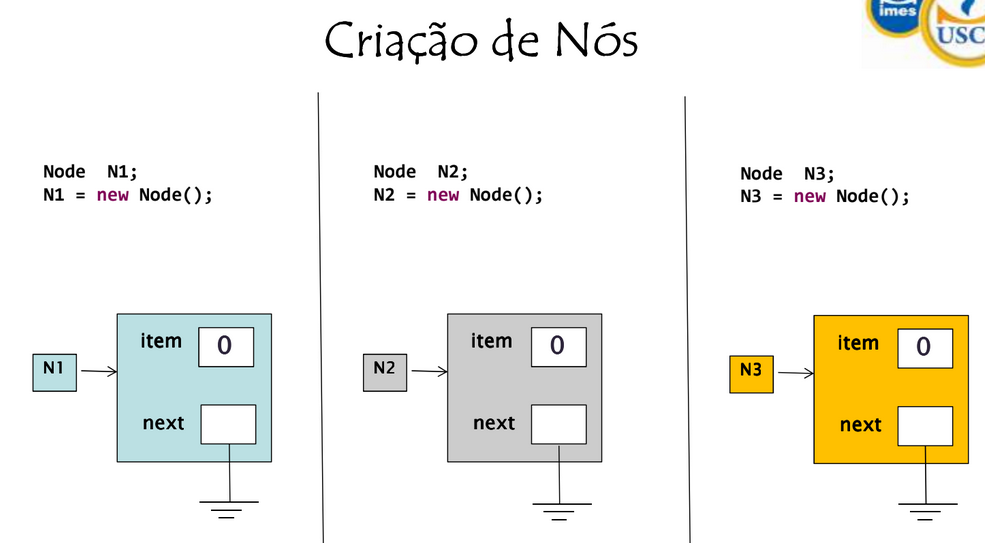 Criação de Nós
imes
USC
Node N1;
N1 = new Node();
Node N2;
N2 = new Node();
Node N3;
N3 = new Node();
N1
item 0
next
N2
item 0
next
N3
item 0
next